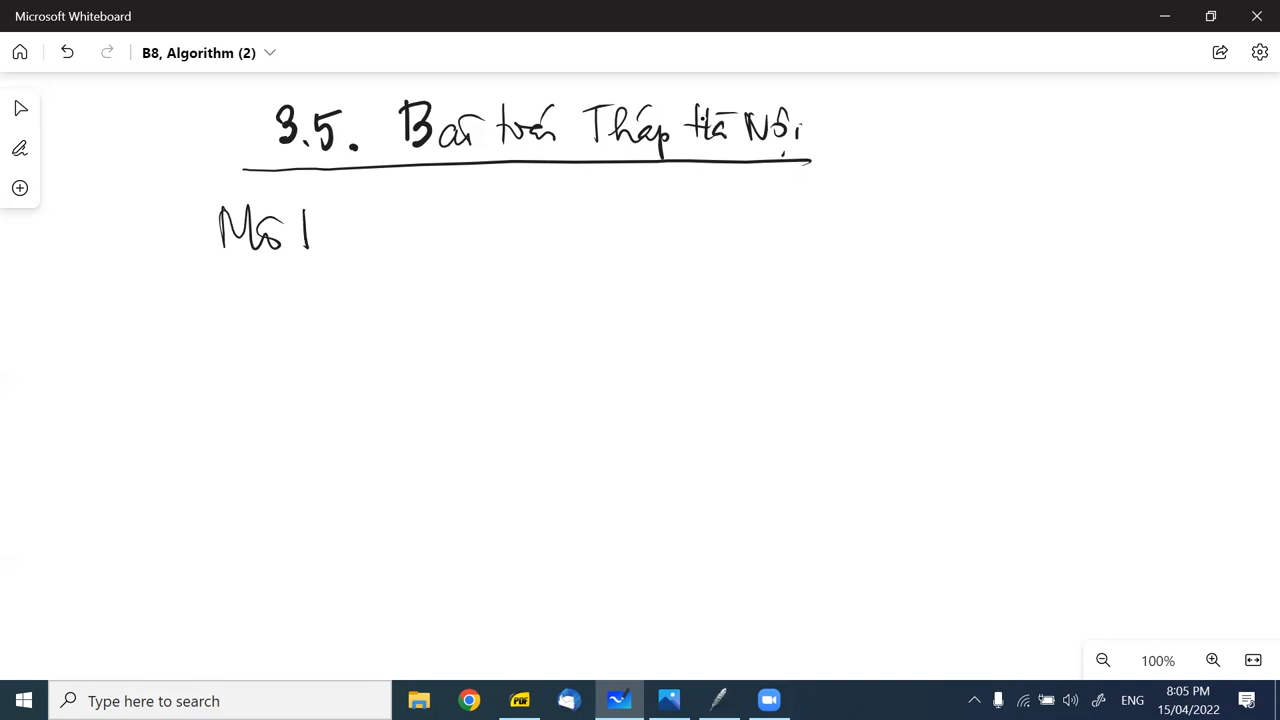 Microsoft Whiteboard
B8, Algorithm (2)
3.5. Bài toán Tháp Hà Nội
Mô
100%
Type here to search
PDF
ENG
8:05 PM
15/04/2022